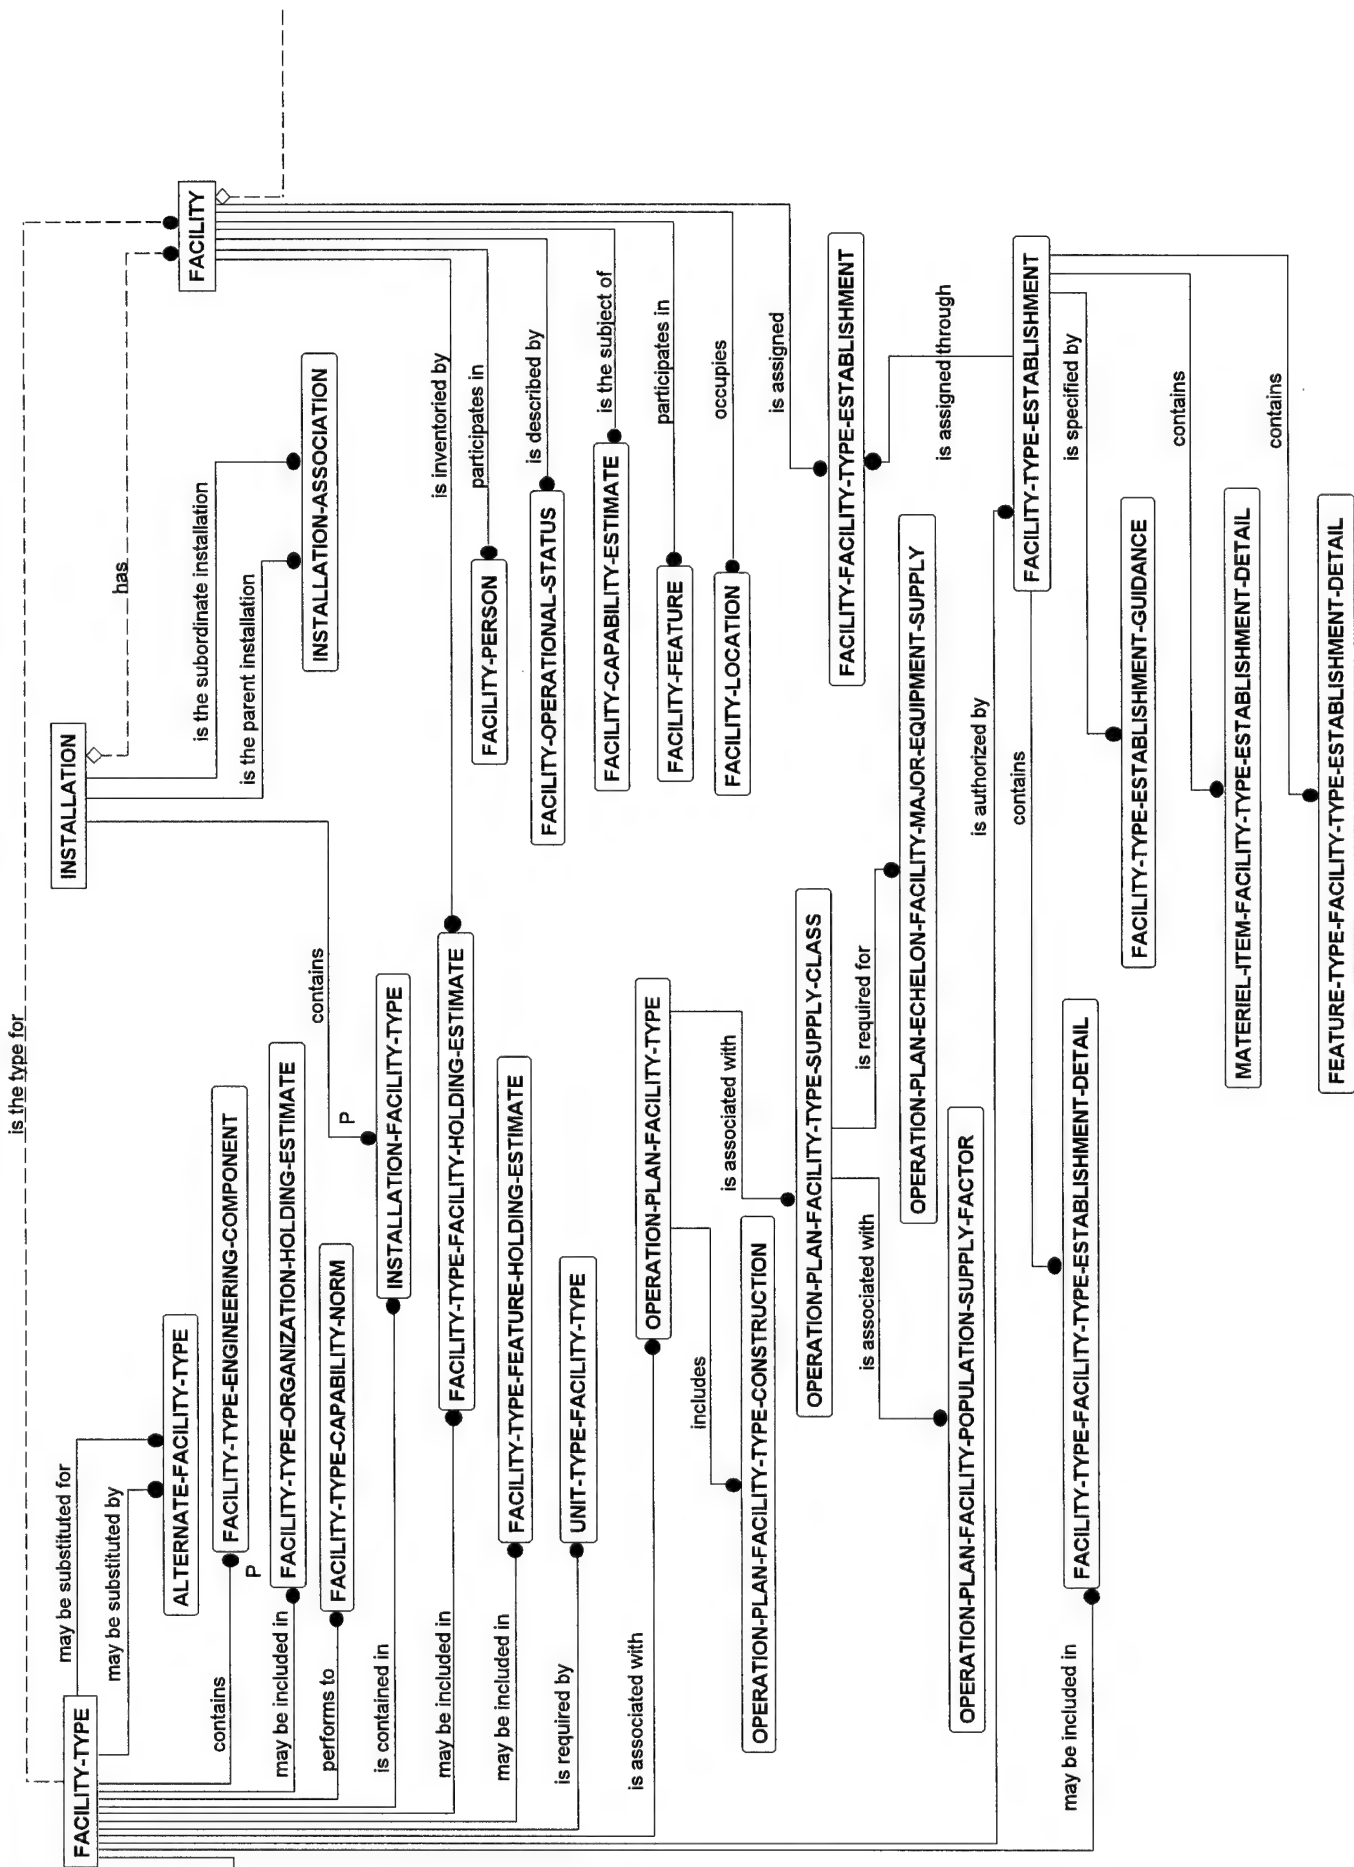 is the type for
FACILITY-TYPE
may be substituted for
may be substituted by
ALTERNATE-FACILITY-TYPE
contains
FACILITY-TYPE-ENGINEERING-COMPONENT
P
may be included in
FACILITY-TYPE-ORGANIZATION-HOLDING-ESTIMATE
performs to
FACILITY-TYPE-CAPABILITY-NORM
is contained in
INSTALLATION-FACILITY-TYPE
may be included in
FACILITY-TYPE-FACILITY-HOLDING-ESTIMATE
may be included in
FACILITY-TYPE-FEATURE-HOLDING-ESTIMATE
is required by
UNIT-TYPE-FACILITY-TYPE
is associated with
OPERATION-PLAN-FACILITY-TYPE
includes
OPERATION-PLAN-FACILITY-TYPE-CONSTRUCTION
is associated with
OPERATION-PLAN-FACILITY-TYPE-SUPPLY-CLASS
is associated with
OPERATION-PLAN-FACILITY-POPULATION-SUPPLY-FACTOR
is required for
OPERATION-PLAN-ECHELON-FACILITY-MAJOR-EQUIPMENT-SUPPLY
is authorized by
may be included in
FACILITY-TYPE-FACILITY-TYPE-ESTABLISHMENT-DETAIL
contains
INSTALLATION
has
is the subordinate installation
is the parent installation
INSTALLATION-ASSOCIATION
contains
P
FACILITY
is inventoried by
participates in
FACILITY-PERSON
is described by
FACILITY-OPERATIONAL-STATUS
is the subject of
FACILITY-CAPABILITY-ESTIMATE
participates in
FACILITY-FEATURE
occupies
FACILITY-LOCATION
is assigned
FACILITY-FACILITY-TYPE-ESTABLISHMENT
is assigned through
FACILITY-TYPE-ESTABLISHMENT
is specified by
FACILITY-TYPE-ESTABLISHMENT-GUIDANCE
contains
MATERIEL-ITEM-FACILITY-TYPE-ESTABLISHMENT-DETAIL
contains
FEATURE-TYPE-FACILITY-TYPE-ESTABLISHMENT-DETAIL